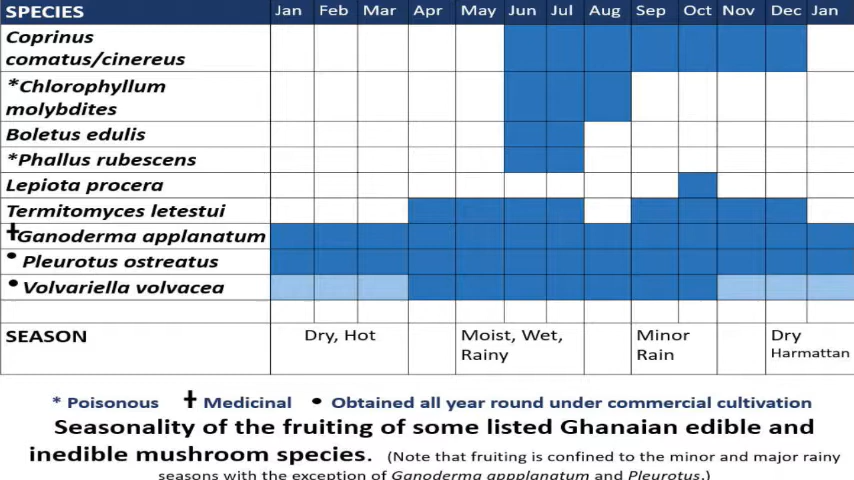 SPECIES Jan Feb Mar Apr May Jun Jul Aug Sep Oct Nov Dec Jan
Coprinus
comatus/cinereus
*Chlorophyllum
molybdites
Boletus edulis
*Phallus rubescens
Lepiota procera
Termitomyces letestui
‡Ganoderma applanatum
• Pleurotus ostreatus
• Volvariella volvacea
SEASON Dry, Hot Moist, Wet, Minor Dry
Rainy Rain Harmattan
* Poisonous ‡ Medicinal • Obtained all year round under commercial cultivation
Seasonality of the fruiting of some listed Ghanaian edible and
inedible mushroom species. (Note that fruiting is confined to the minor and major rainy
seasons with the exception of Ganoderma appplanatum and Pleurotus.)